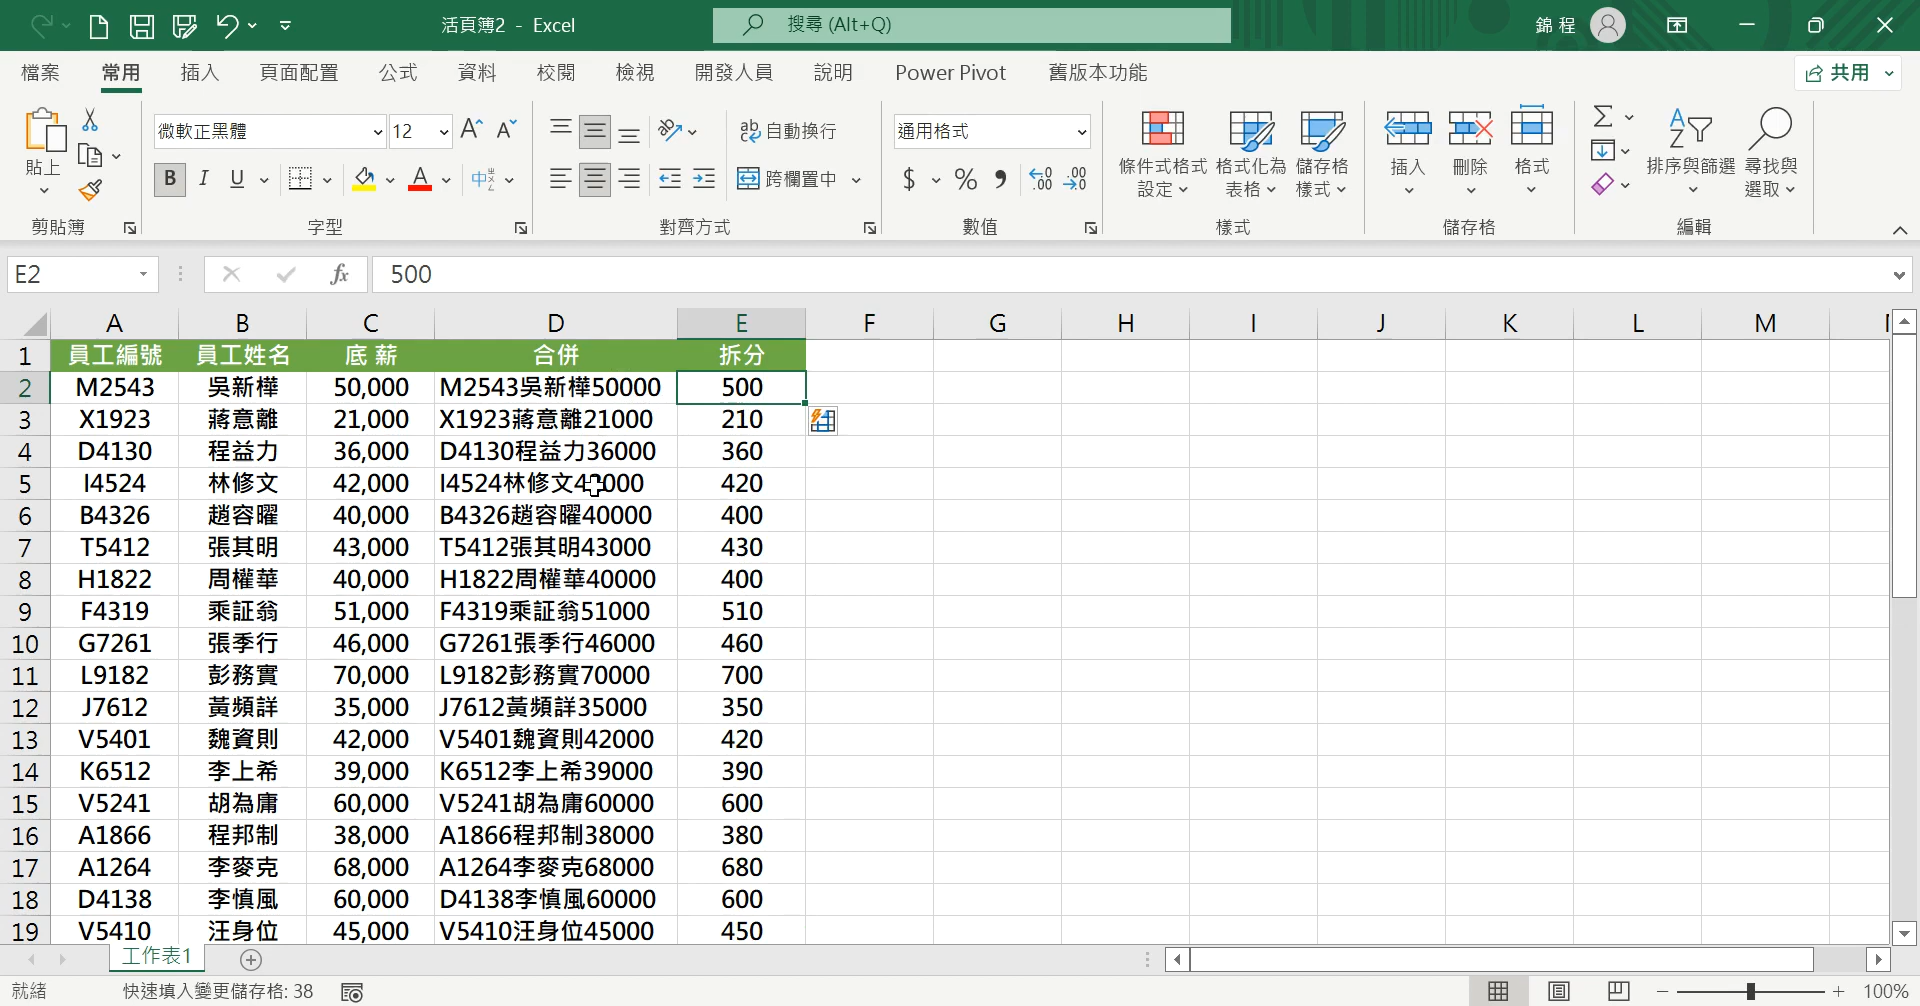 活頁簿2 - Excel
搜尋 (Alt+Q)
錦 程
檔案 常用 插入 頁面配置 公式 資料 校閱 檢視 開發人員 說明 Power Pivot 舊版本功能 共用
貼上
剪貼簿
微軟正黑體 12
B I U
字型
自動換行
跨欄置中
對齊方式
通用格式
$ %
數值
條件式格式設定
格式化為表格
儲存格樣式
樣式
插入 刪除 格式
儲存格
排序與篩選
尋找與選取
編輯
E2 fx 500
A B C D E F G H I J K L M
1 員工編號 員工姓名 底 薪 合併 拆分
2 M2543 吳新樺 50,000 M2543吳新樺50000 500
3 X1923 蔣意離 21,000 X1923蔣意離21000 210
4 D4130 程益力 36,000 D4130程益力36000 360
5 I4524 林修文 42,000 I4524林修文42000 420
6 B4326 趙容曜 40,000 B4326趙容曜40000 400
7 T5412 張其明 43,000 T5412張其明43000 430
8 H1822 周權華 40,000 H1822周權華40000 400
9 F4319 乘証翁 51,000 F4319乘証翁51000 510
10 G7261 張季行 46,000 G7261張季行46000 460
11 L9182 彭務實 70,000 L9182彭務實70000 700
12 J7612 黃頻詳 35,000 J7612黃頻詳35000 350
13 V5401 魏資則 42,000 V5401魏資則42000 420
14 K6512 李上希 39,000 K6512李上希39000 390
15 V5241 胡為庸 60,000 V5241胡為庸60000 600
16 A1866 程邦制 38,000 A1866程邦制38000 380
17 A1264 李麥克 68,000 A1264李麥克68000 680
18 D4138 李慎風 60,000 D4138李慎風60000 600
19 V5410 汪身位 45,000 V5410汪身位45000 450
工作表1
就緒 快速填入變更儲存格: 38 100%